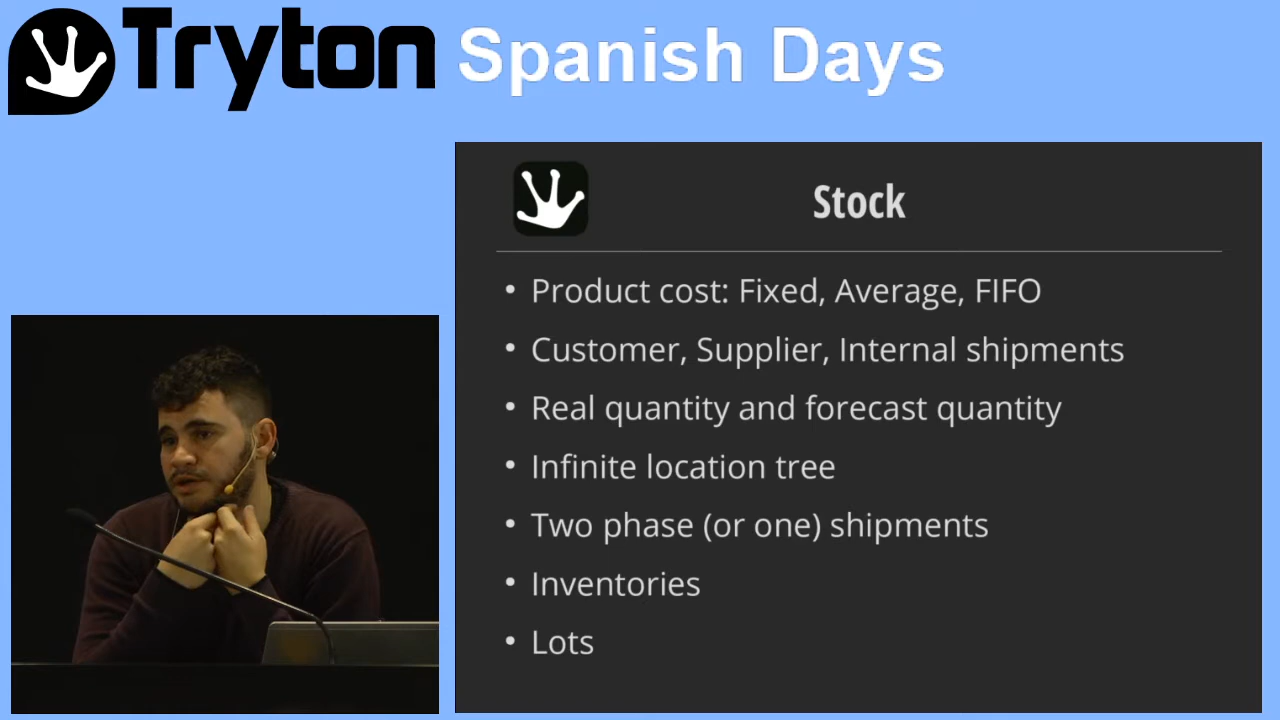 Tryton Spanish Days
Stock
• Product cost: Fixed, Average, FIFO
• Customer, Supplier, Internal shipments
• Real quantity and forecast quantity
• Infinite location tree
• Two phase (or one) shipments
• Inventories
• Lots